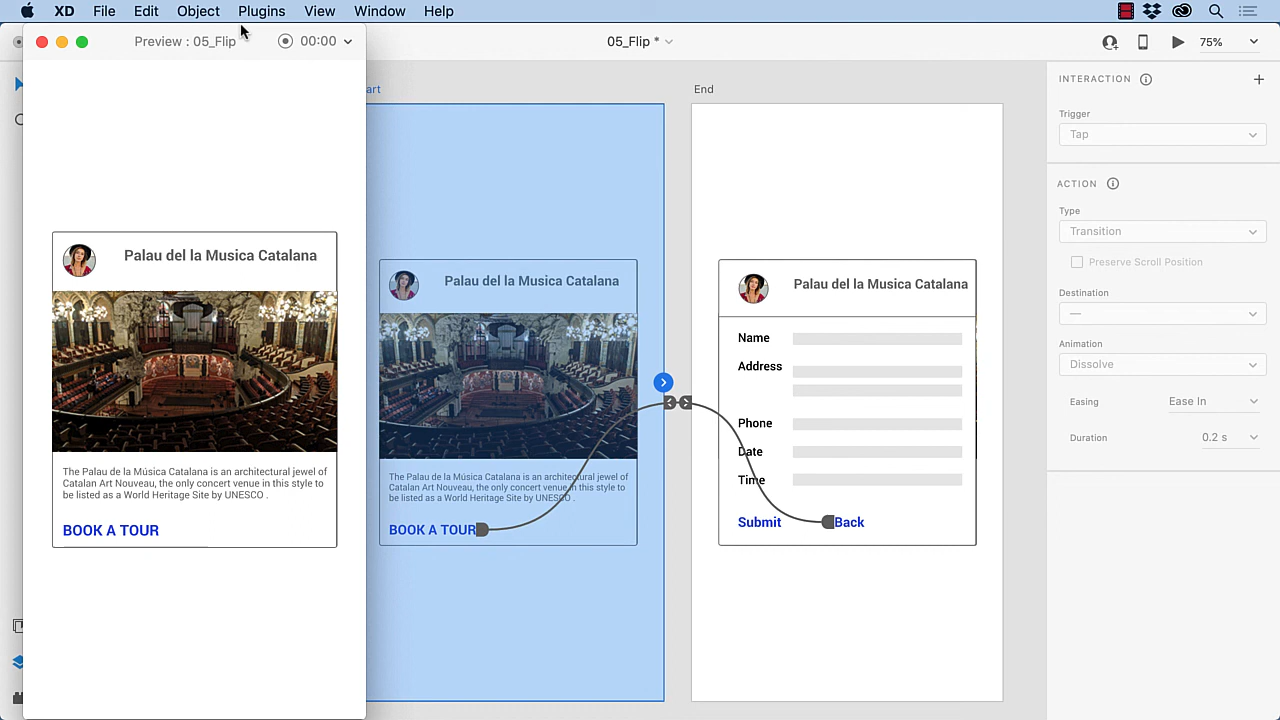 XD File Edit Object Plugins View Window Help
Preview : 05_Flip 00:00
05_Flip *
75%
Palau del la Musica Catalana
The Palau de la Música Catalana is an architectural jewel of
Catalan Art Nouveau, the only concert venue in this style to
be listed as a World Heritage Site by UNESCO .
BOOK A TOUR
art
Palau del la Musica Catalana
The Palau de la Música Catalana is an architectural jewel of
Catalan Art Nouveau, the only concert venue in this style to
be listed as a World Heritage Site by UNESCO .
BOOK A TOUR
End
Palau del la Musica Catalana
Name
Address
Phone
Date
Time
Submit Back
INTERACTION
Trigger
Tap
ACTION
Type
Transition
Preserve Scroll Position
Destination
—
Animation
Dissolve
Easing Ease In
Duration 0.2 s